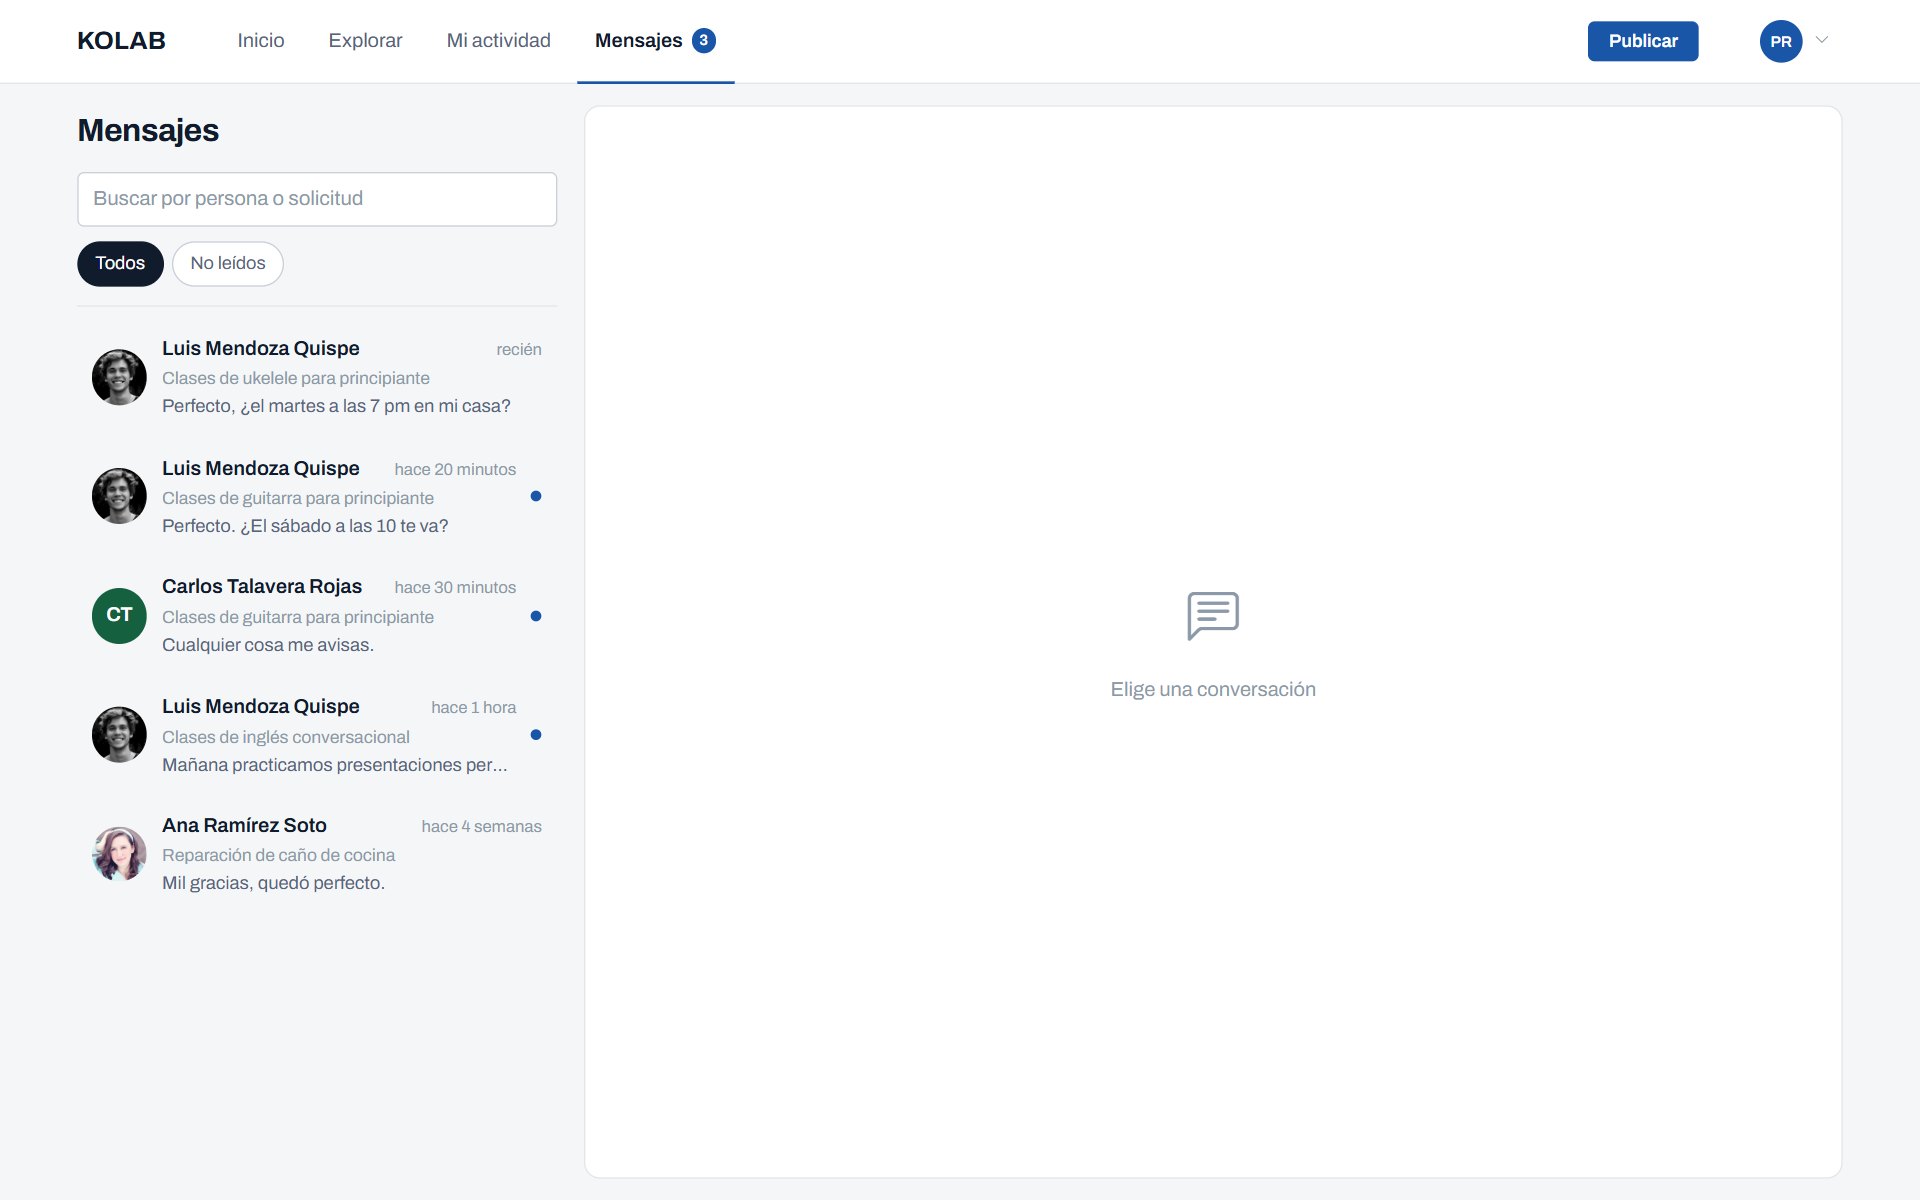 KOLAB
Inicio
Explorar
Mi actividad
Mensajes 3
Publicar
PR
Mensajes
Buscar por persona o solicitud
Todos
No leídos
Luis Mendoza Quispe
recién
Clases de ukelele para principiante
Perfecto, ¿el martes a las 7 pm en mi casa?
Luis Mendoza Quispe
hace 20 minutos
Clases de guitarra para principiante
Perfecto. ¿El sábado a las 10 te va?
CT
Carlos Talavera Rojas
hace 30 minutos
Clases de guitarra para principiante
Cualquier cosa me avisas.
Luis Mendoza Quispe
hace 1 hora
Clases de inglés conversacional
Mañana practicamos presentaciones per...
Ana Ramírez Soto
hace 4 semanas
Reparación de caño de cocina
Mil gracias, quedó perfecto.
Elige una conversación